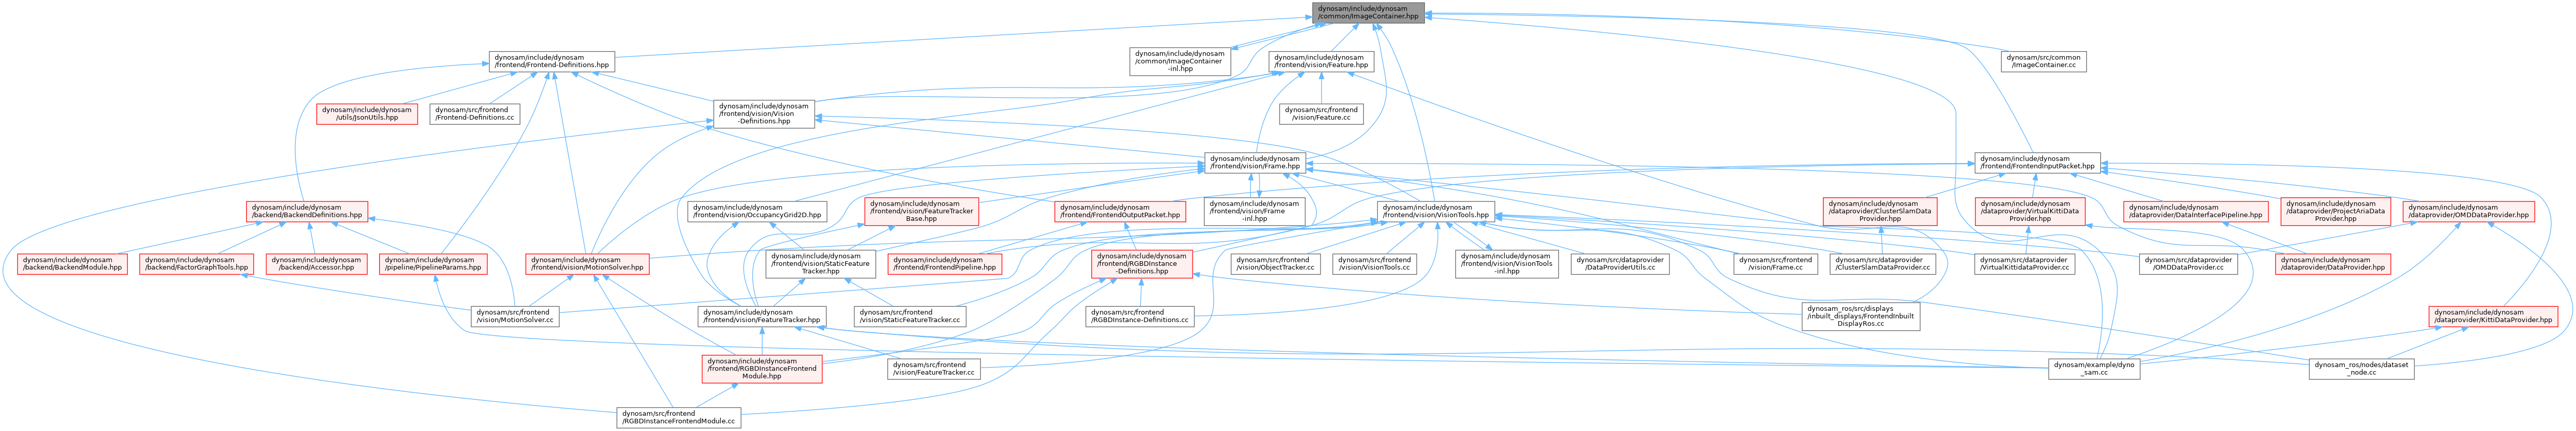 dynosam/include/dynosam
/common/ImageContainer.hpp
dynosam/include/dynosam
/frontend/Frontend-Definitions.hpp
dynosam/include/dynosam
/common/ImageContainer
-inl.hpp
dynosam/include/dynosam
/frontend/vision/Feature.hpp
dynosam/src/common
/ImageContainer.cc
dynosam/include/dynosam
/utils/JsonUtils.hpp
dynosam/src/frontend
/Frontend-Definitions.cc
dynosam/include/dynosam
/frontend/vision/Vision
-Definitions.hpp
dynosam/src/frontend
/vision/Feature.cc
dynosam/include/dynosam
/frontend/vision/Frame.hpp
dynosam/include/dynosam
/frontend/FrontendInputPacket.hpp
dynosam/include/dynosam
/backend/BackendDefinitions.hpp
dynosam/include/dynosam
/frontend/vision/OccupancyGrid2D.hpp
dynosam/include/dynosam
/frontend/vision/FeatureTracker
Base.hpp
dynosam/include/dynosam
/frontend/FrontendOutputPacket.hpp
dynosam/include/dynosam
/frontend/vision/Frame
-inl.hpp
dynosam/include/dynosam
/frontend/vision/VisionTools.hpp
dynosam/include/dynosam
/dataprovider/ClusterSlamData
Provider.hpp
dynosam/include/dynosam
/dataprovider/VirtualKittiData
Provider.hpp
dynosam/include/dynosam
/dataprovider/DataInterfacePipeline.hpp
dynosam/include/dynosam
/dataprovider/ProjectAriaData
Provider.hpp
dynosam/include/dynosam
/dataprovider/OMDDataProvider.hpp
dynosam/include/dynosam
/backend/BackendModule.hpp
dynosam/include/dynosam
/backend/FactorGraphTools.hpp
dynosam/include/dynosam
/backend/Accessor.hpp
dynosam/include/dynosam
/pipeline/PipelineParams.hpp
dynosam/include/dynosam
/frontend/vision/MotionSolver.hpp
dynosam/include/dynosam
/frontend/vision/StaticFeature
Tracker.hpp
dynosam/include/dynosam
/frontend/FrontendPipeline.hpp
dynosam/include/dynosam
/frontend/RGBDInstance
-Definitions.hpp
dynosam/src/frontend
/vision/ObjectTracker.cc
dynosam/src/frontend
/vision/VisionTools.cc
dynosam/include/dynosam
/frontend/vision/VisionTools
-inl.hpp
dynosam/src/dataprovider
/DataProviderUtils.cc
dynosam/src/frontend
/vision/Frame.cc
dynosam/src/dataprovider
/ClusterSlamDataProvider.cc
dynosam/src/dataprovider
/VirtualKittidataProvider.cc
dynosam/src/dataprovider
/OMDDataProvider.cc
dynosam/include/dynosam
/dataprovider/DataProvider.hpp
dynosam/src/frontend
/vision/MotionSolver.cc
dynosam/include/dynosam
/frontend/vision/FeatureTracker.hpp
dynosam/src/frontend
/vision/StaticFeatureTracker.cc
dynosam/src/frontend
/RGBDInstance-Definitions.cc
dynosam_ros/src/displays
/inbuilt_displays/FrontendInbuilt
DisplayRos.cc
dynosam/include/dynosam
/dataprovider/KittiDataProvider.hpp
dynosam/include/dynosam
/frontend/RGBDInstanceFrontend
Module.hpp
dynosam/src/frontend
/vision/FeatureTracker.cc
dynosam/example/dyno
_sam.cc
dynosam_ros/nodes/dataset
_node.cc
dynosam/src/frontend
/RGBDInstanceFrontendModule.cc